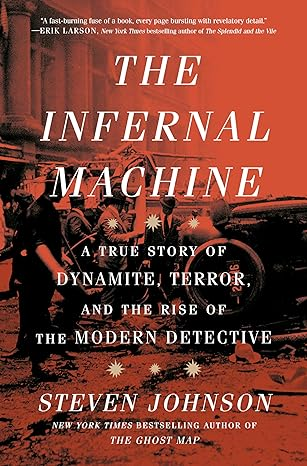 "A fast-burning fuse of a book, every page bursting with revelatory detail."
—ERIK LARSON, New York Times bestselling author of The Splendid and the Vile
THE
INFERNAL
MACHINE
A TRUE STORY OF
DYNAMITE, TERROR,
AND THE RISE OF
THE MODERN DETECTIVE
STEVEN JOHNSON
NEW YORK TIMES BESTSELLING AUTHOR OF
THE GHOST MAP